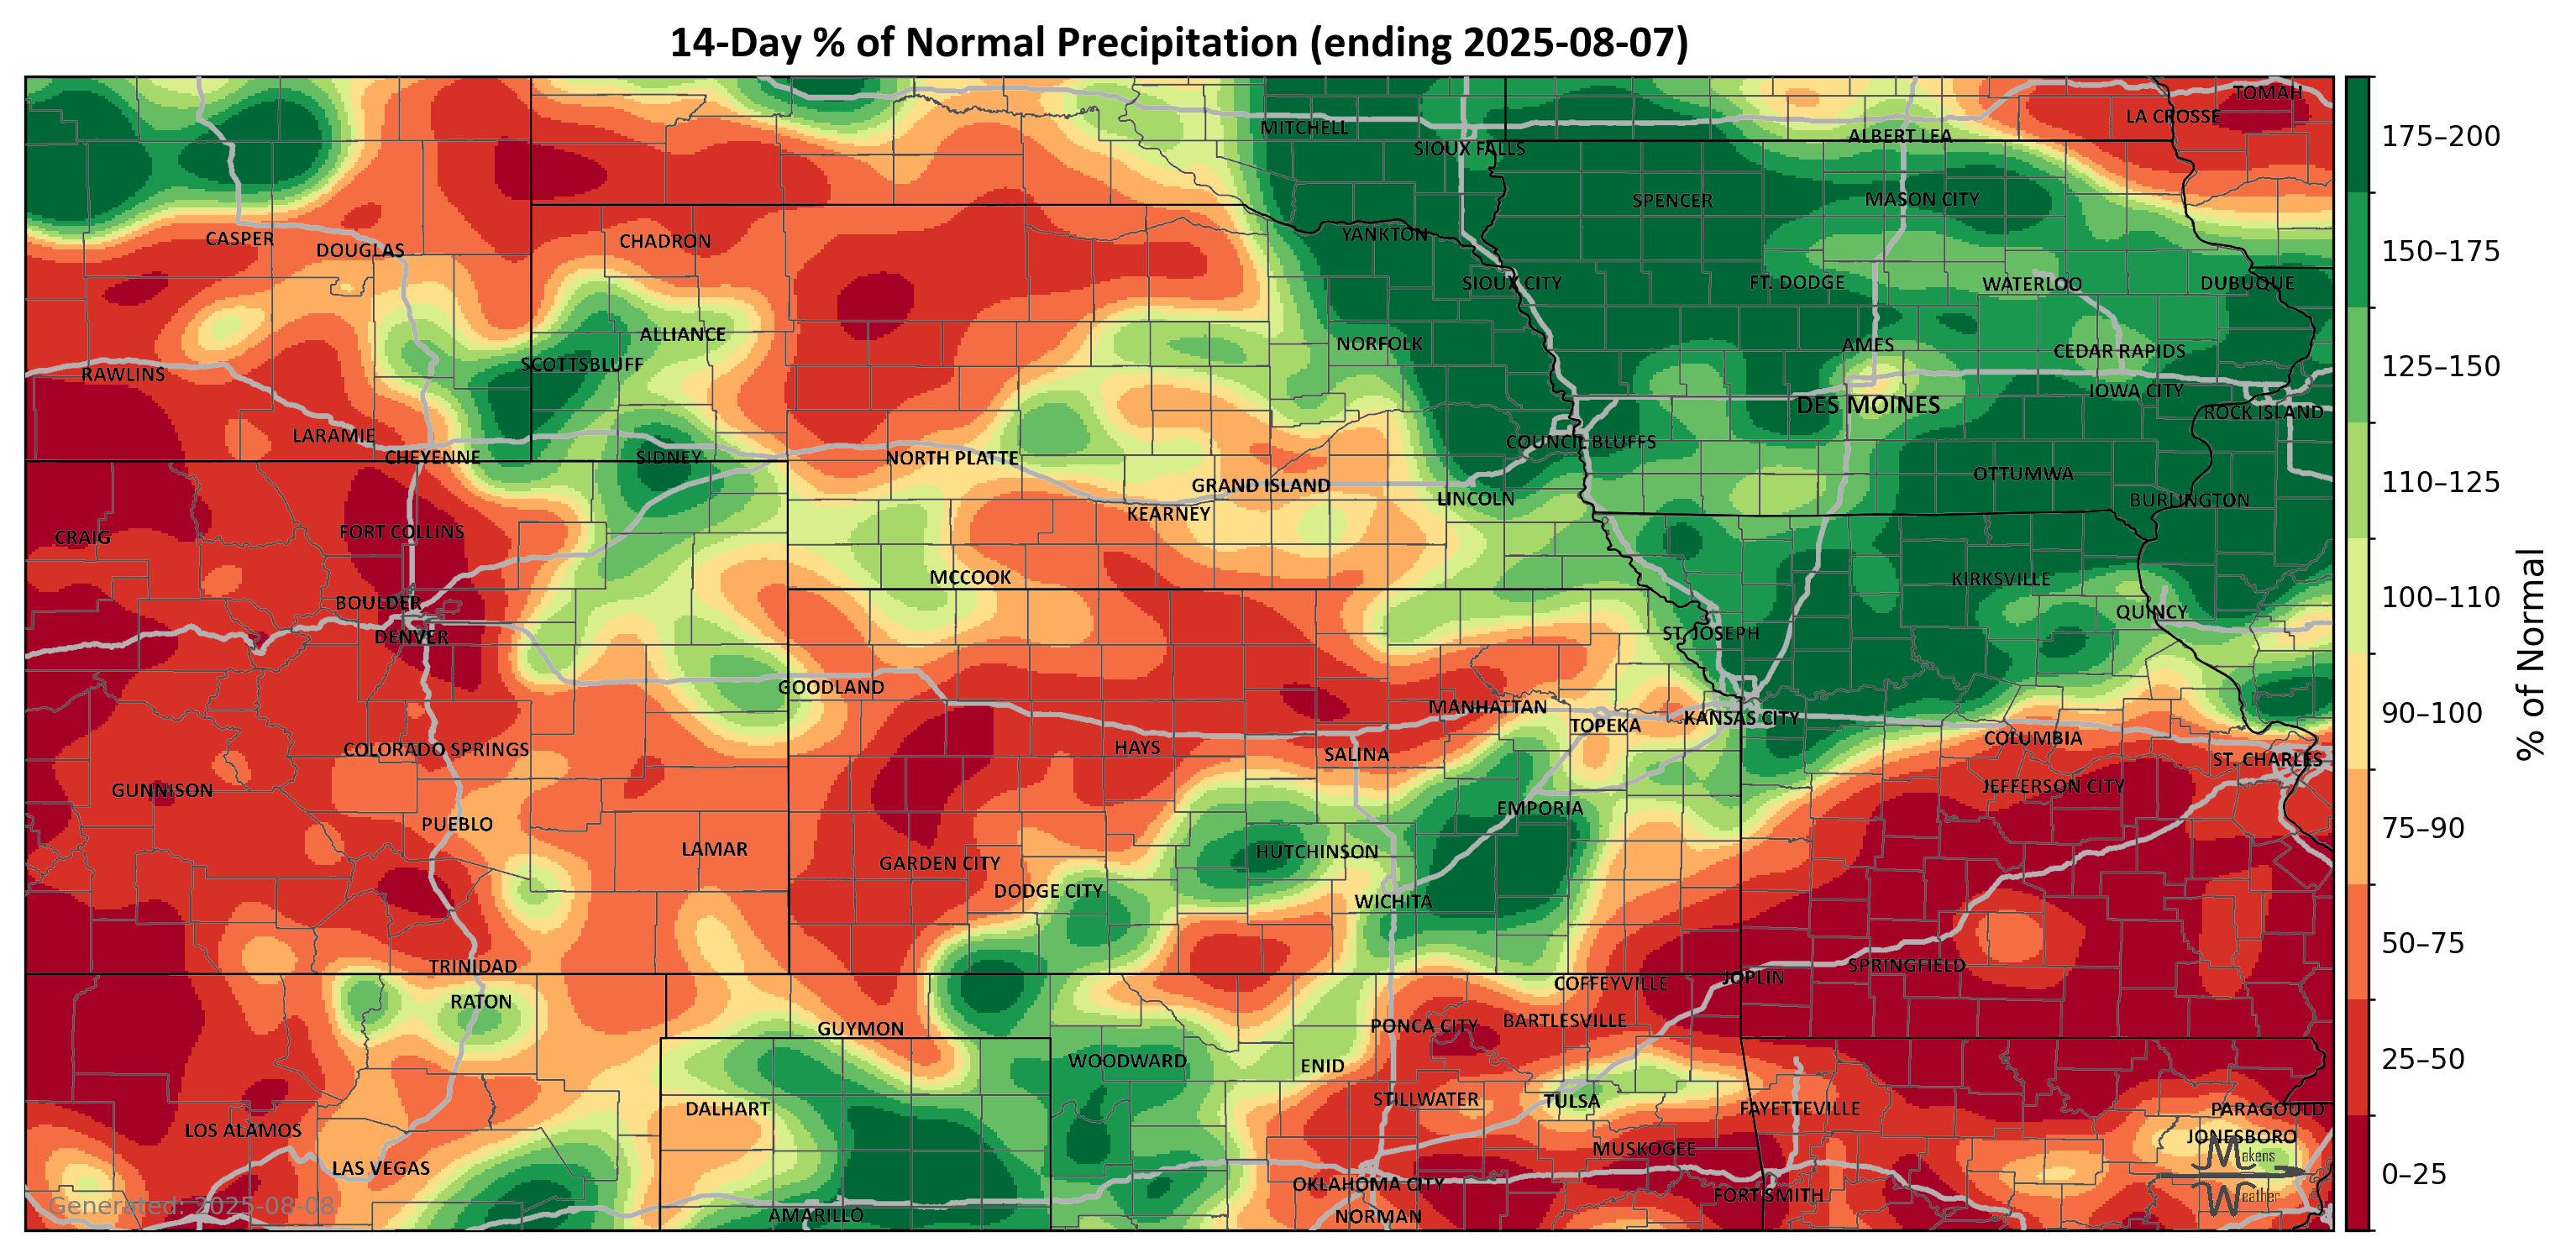 14-Day % of Normal Precipitation (ending 2025-08-07)
TOMAH
LA CROSSE
MITCHELL
ALBERT LEA
SIOUX FALLS
SPENCER
MASON CITY
YANKTON
CASPER
CHADRON
DOUGLAS
SIOUX CITY
FT. DODGE
WATERLOO
DUBUQUE
ALLIANCE
NORFOLK
AMES
CEDAR RAPIDS
SCOTTSBLUFF
RAWLINS
IOWA CITY
DES MOINES
ROCK ISLAND
LARAMIE
COUNCIL BLUFFS
CHEYENNE
SIDNEY
NORTH PLATTE
OTTUMWA
GRAND ISLAND
LINCOLN
BURLINGTON
KEARNEY
FORT COLLINS
CRAIG
MCCOOK
KIRKSVILLE
BOULDER
QUINCY
DENVER
ST. JOSEPH
GOODLAND
MANHATTAN
KANSAS CITY
TOPEKA
COLUMBIA
COLORADO SPRINGS
HAYS
SALINA
ST. CHARLES
GUNNISON
JEFFERSON CITY
EMPORIA
PUEBLO
LAMAR
HUTCHINSON
GARDEN CITY
DODGE CITY
WICHITA
TRINIDAD
SPRINGFIELD
JOPLIN
COFFEYVILLE
RATON
BARTLESVILLE
PONCA CITY
GUYMON
WOODWARD
ENID
STILLWATER
TULSA
DALHART
FAYETTEVILLE
PARAGOULD
LOS ALAMOS
JONESBORO
MUSKOGEE
LAS VEGAS
OKLAHOMA CITY
FORT SMITH
AMARILLO
NORMAN
Generated: 2025-08-08
Makens
Weather
175–200
150–175
125–150
110–125
100–110
90–100
75–90
50–75
25–50
0–25
% of Normal